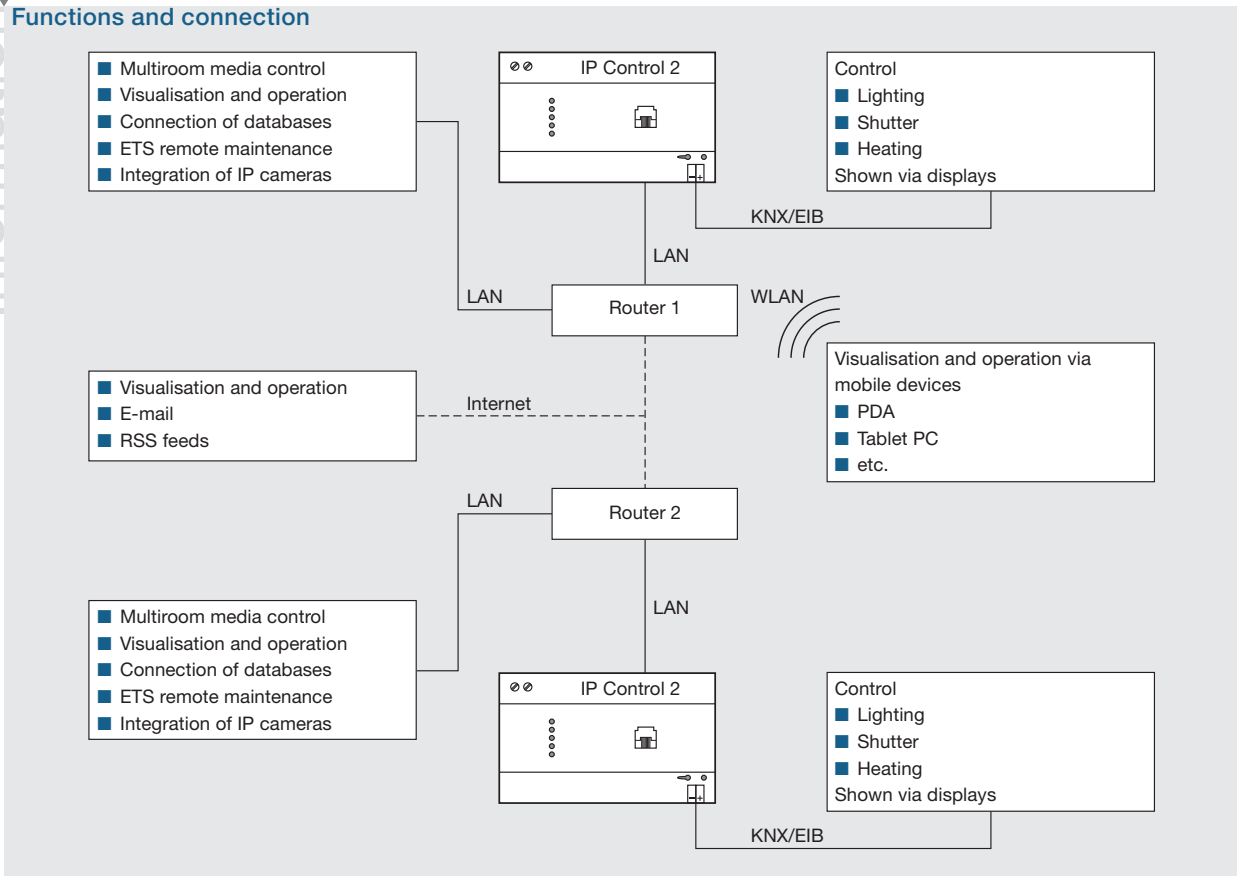 Functions and connection
Multiroom media control
Visualisation and operation
Connection of databases
ETS remote maintenance
Integration of IP cameras
IP Control 2
Control
Lighting
Shutter
Heating
Shown via displays
KNX/EIB
LAN
LAN
Router 1
WLAN
Visualisation and operation via
mobile devices
PDA
Tablet PC
etc.
Visualisation and operation
E-mail
RSS feeds
Internet
LAN
Router 2
LAN
Multiroom media control
Visualisation and operation
Connection of databases
ETS remote maintenance
Integration of IP cameras
IP Control 2
Control
Lighting
Shutter
Heating
Shown via displays
KNX/EIB